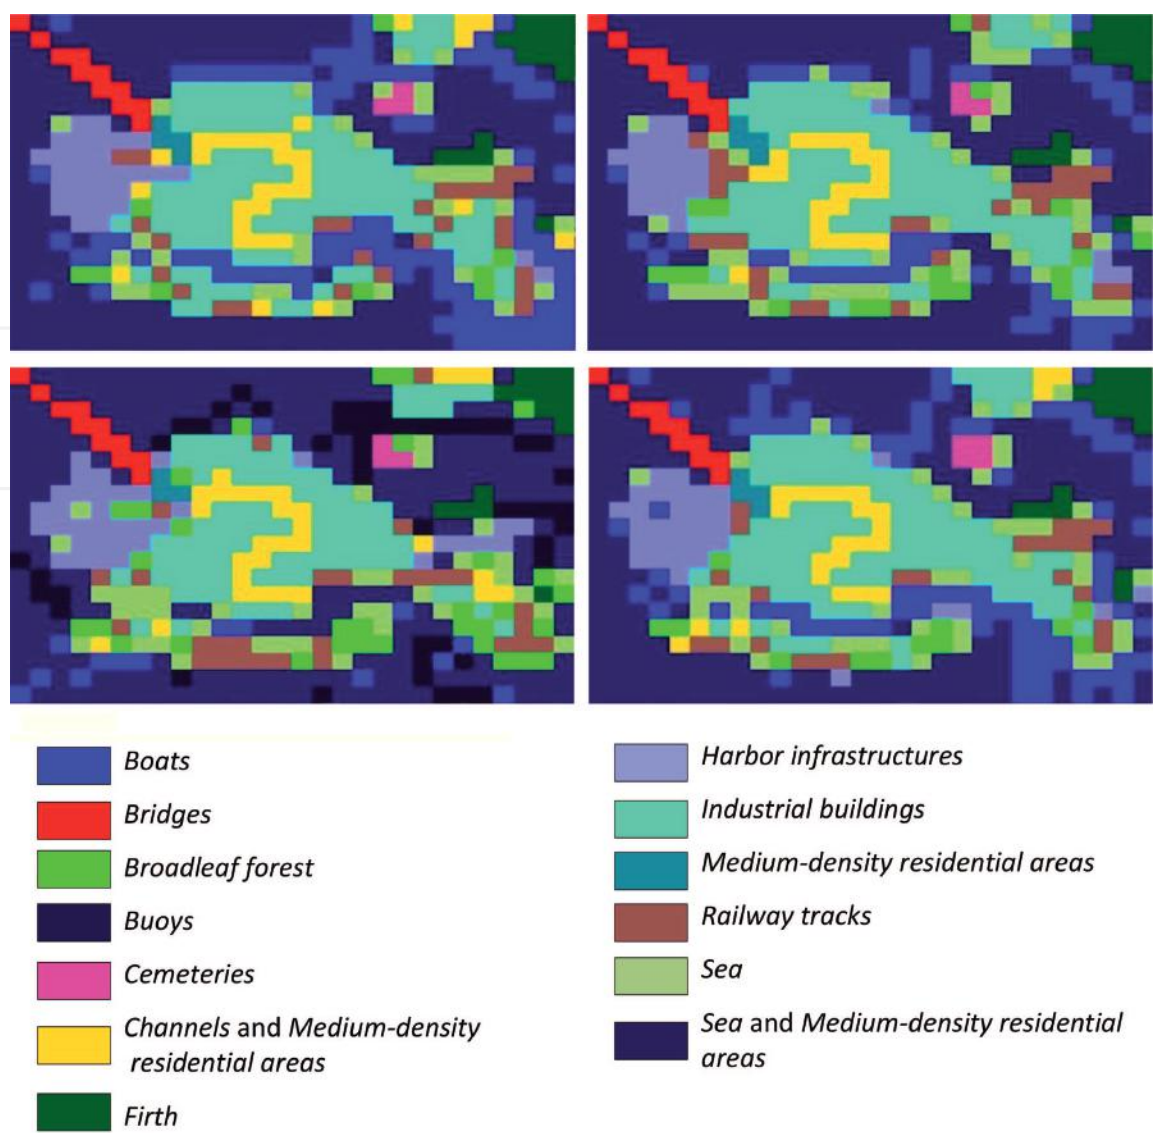 Boats
Bridges
Broadleaf forest
Buoys
Cemeteries
Channels and Medium-density
residential areas
Firth
Harbor infrastructures
Industrial buildings
Medium-density residential areas
Railway tracks
Sea
Sea and Medium-density residential
areas